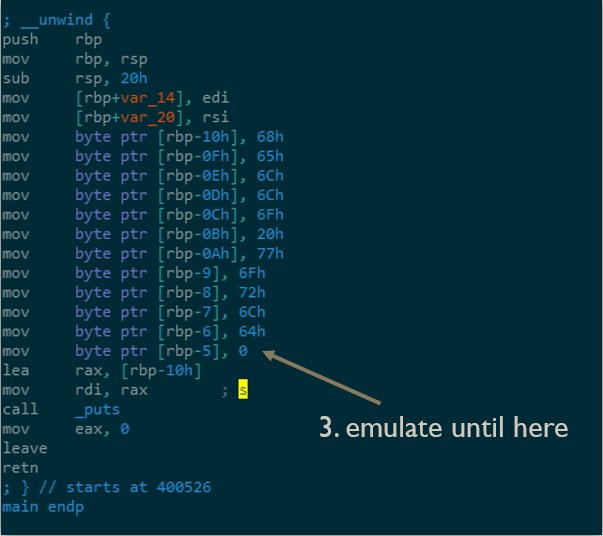 ; __unwind {
push rbp
mov rbp, rsp
sub rsp, 20h
mov [rbp+var_14], edi
mov [rbp+var_20], rsi
mov byte ptr [rbp-10h], 68h
mov byte ptr [rbp-0Fh], 65h
mov byte ptr [rbp-0Eh], 6Ch
mov byte ptr [rbp-0Dh], 6Ch
mov byte ptr [rbp-0Ch], 6Fh
mov byte ptr [rbp-0Bh], 20h
mov byte ptr [rbp-0Ah], 77h
mov byte ptr [rbp-9], 6Fh
mov byte ptr [rbp-8], 72h
mov byte ptr [rbp-7], 6Ch
mov byte ptr [rbp-6], 64h
mov byte ptr [rbp-5], 0
lea rax, [rbp-10h]
mov rdi, rax ; s
call _puts
3. emulate until here
mov eax, 0
leave
retn
; } // starts at 400526
main endp